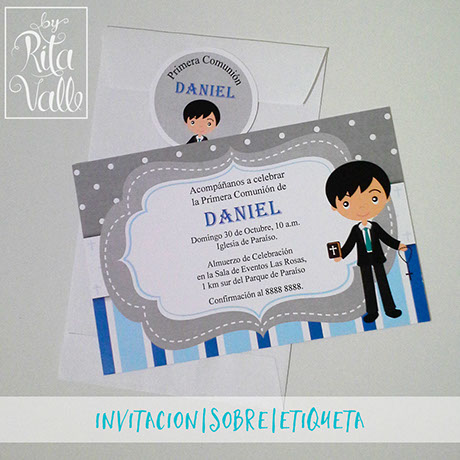 by
Rita
Vall
Primera Comunión
DANIEL
Acompáñanos a celebrar
la Primera Comunión de
DANIEL
Domingo 30 de Octubre, 10 a.m.
Iglesia de Paraíso.
Almuerzo de Celebración
en la Sala de Eventos Las Rosas,
1 km sur del Parque de Paraíso
Confirmación al 8888 8888.
INVITACION|SOBRE|ETIQUETA